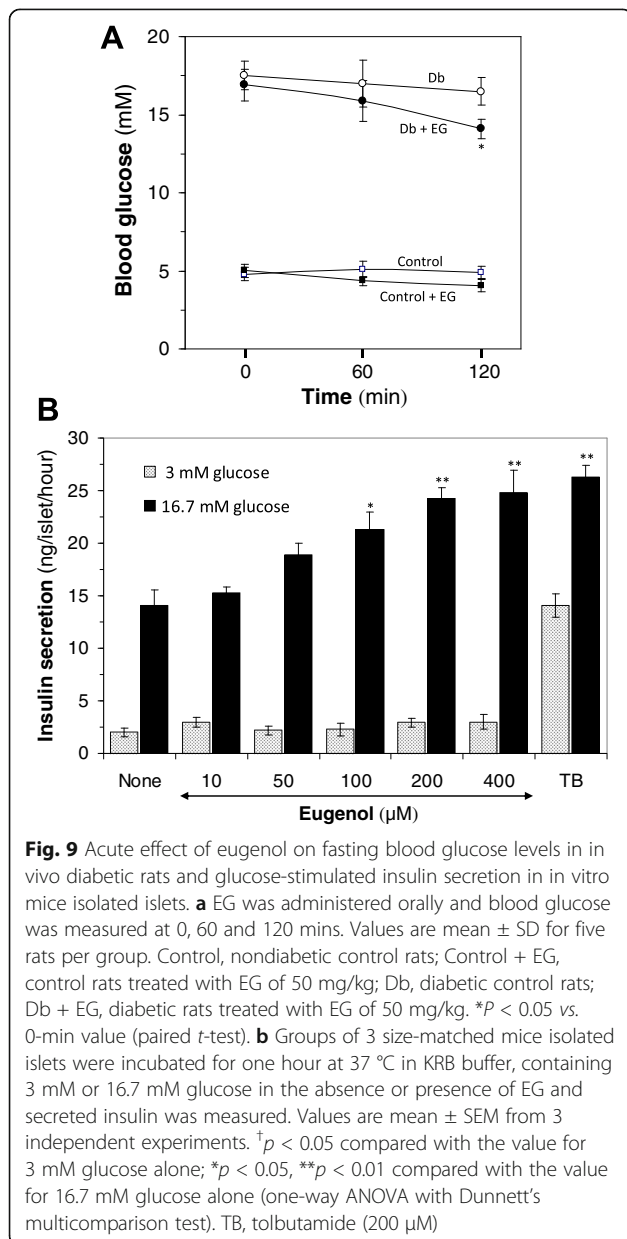 A
20
15
10
5
0
Blood glucose (mM)
Db
Db + EG
*
Control
Control + EG
0 60 120
Time (min)
B
30
25
20
15
10
5
0
Insulin secretion (ng/islet/hour)
3 mM glucose
16.7 mM glucose
* ** ** **
None 10 50 100 200 400 TB
Eugenol (µM)
Fig. 9 Acute effect of eugenol on fasting blood glucose levels in in
vivo diabetic rats and glucose-stimulated insulin secretion in in vitro
mice isolated islets. a EG was administered orally and blood glucose
was measured at 0, 60 and 120 mins. Values are mean ± SD for five
rats per group. Control, nondiabetic control rats; Control + EG,
control rats treated with EG of 50 mg/kg; Db, diabetic control rats;
Db + EG, diabetic rats treated with EG of 50 mg/kg. *P < 0.05 vs.
0-min value (paired t-test). b Groups of 3 size-matched mice isolated
islets were incubated for one hour at 37 °C in KRB buffer, containing
3 mM or 16.7 mM glucose in the absence or presence of EG and
secreted insulin was measured. Values are mean ± SEM from 3
independent experiments. †p < 0.05 compared with the value for
3 mM glucose alone; *p < 0.05, **p < 0.01 compared with the value
for 16.7 mM glucose alone (one-way ANOVA with Dunnett's
multicomparison test). TB, tolbutamide (200 µM)